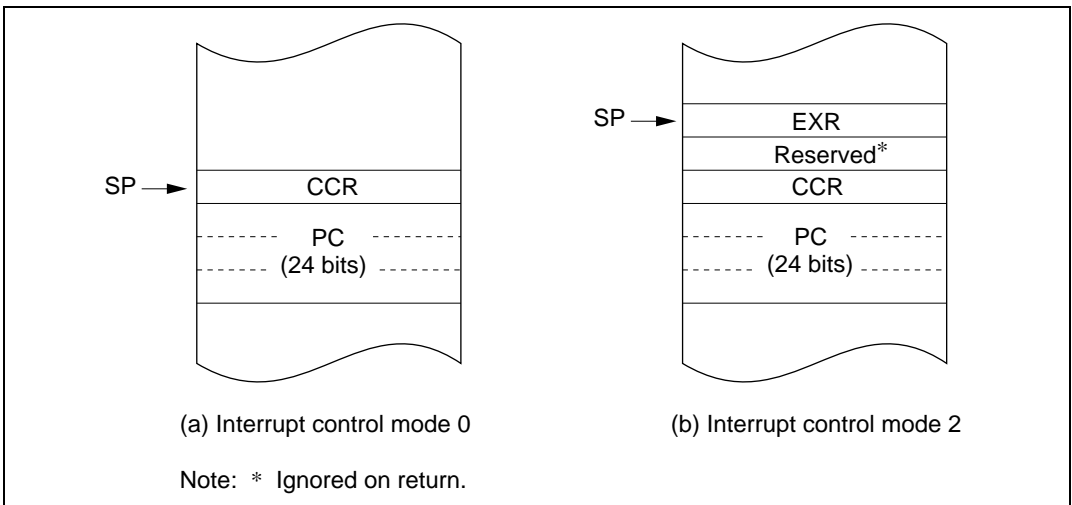 SP
CCR
PC
(24 bits)
(a) Interrupt control mode 0
SP
EXR
Reserved*
CCR
PC
(24 bits)
(b) Interrupt control mode 2
Note: * Ignored on return.